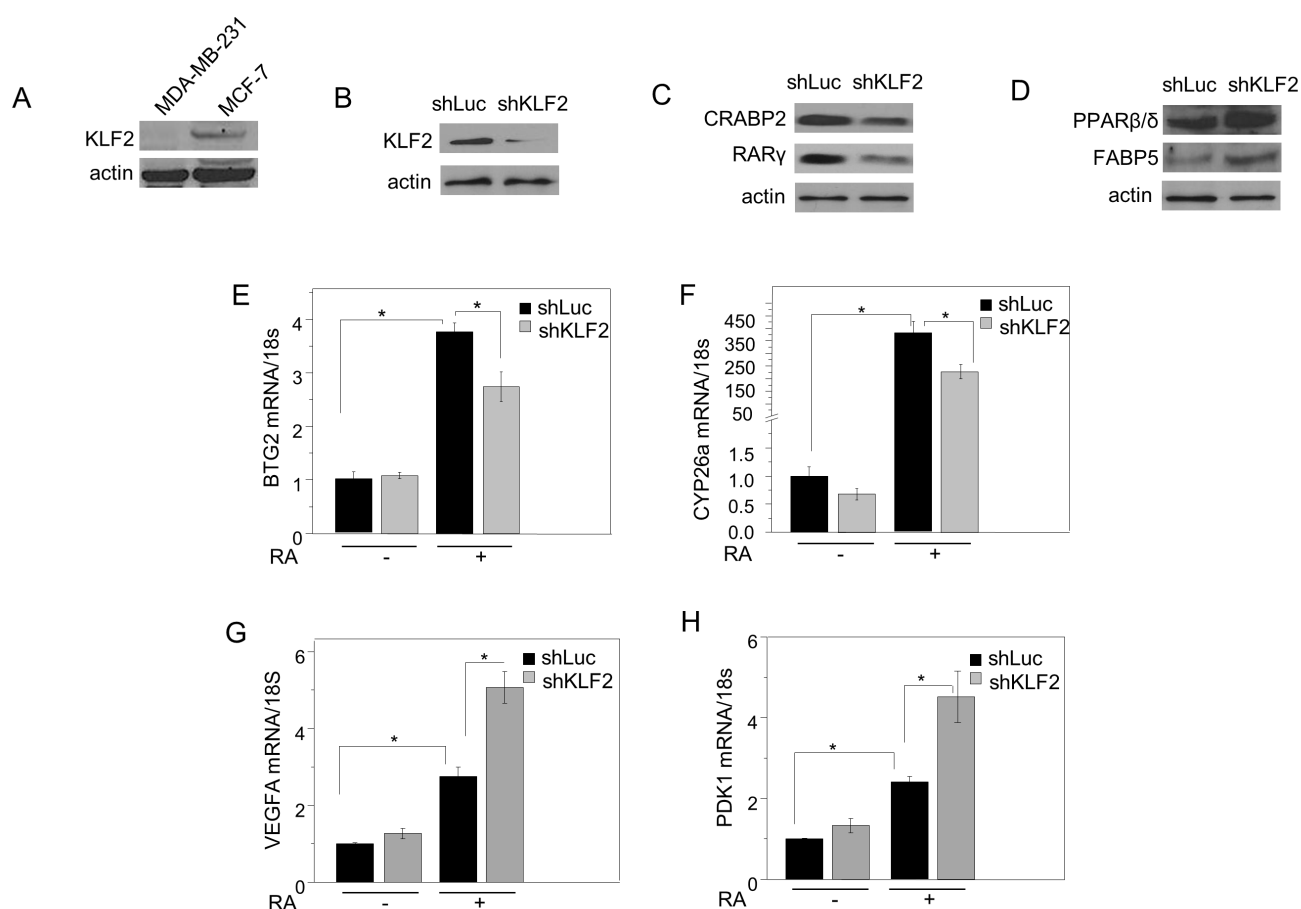 A
MDA-MB-231
MCF-7
KLF2
actin
B
shLuc shKLF2
KLF2
actin
C
shLuc shKLF2
CRABP2
RARγ
actin
D
shLuc shKLF2
PPARβ/δ
FABP5
actin
E
BTG2 mRNA/18s
4
3
2
1
0
* *
shLuc
shKLF2
RA - +
F
CYP26a mRNA/18s
450
350
250
150
50
1.5
1.0
0.5
0.0
* *
shLuc
shKLF2
RA - +
G
VEGFA mRNA/18S
6
4
2
0
* *
shLuc
shKLF2
RA - +
H
PDK1 mRNA/18s
6
4
2
0
* *
shLuc
shKLF2
RA - +